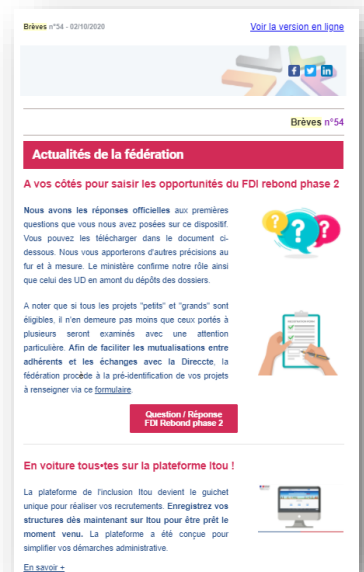 Brèves n°54 - 02/10/2020
Voir la version en ligne
Brèves n°54
Actualités de la fédération
A vos côtés pour saisir les opportunités du FDI rebond phase 2
Nous avons les réponses officielles aux premières
questions que vous nous avez posées sur ce dispositif.
Vous pouvez les télécharger dans le document ci-
dessous. Nous vous apporterons d'autres précisions au
fur et à mesure. Le ministère confirme notre rôle ainsi
que celui des UD en amont du dépôts des dossiers.
A noter que si tous les projets "petits" et "grands" sont
éligibles, il n'en demeure pas moins que ceux portés à
plusieurs seront examinés avec une attention
particulière. Afin de faciliter les mutualisations entre
adhérents et les échanges avec la Direccte, la
fédération procède à la pré-identification de vos projets
à renseigner via ce formulaire.
Question / Réponse
FDI Rebond phase 2
En voiture tous•tes sur la plateforme Itou !
La plateforme de l'inclusion Itou devient le guichet
unique pour réaliser vos recrutements. Enregistrez vos
structures dès maintenant sur Itou pour être prêt le
moment venu. La plateforme a été conçue pour
simplifier vos démarches administrative.
En savoir +